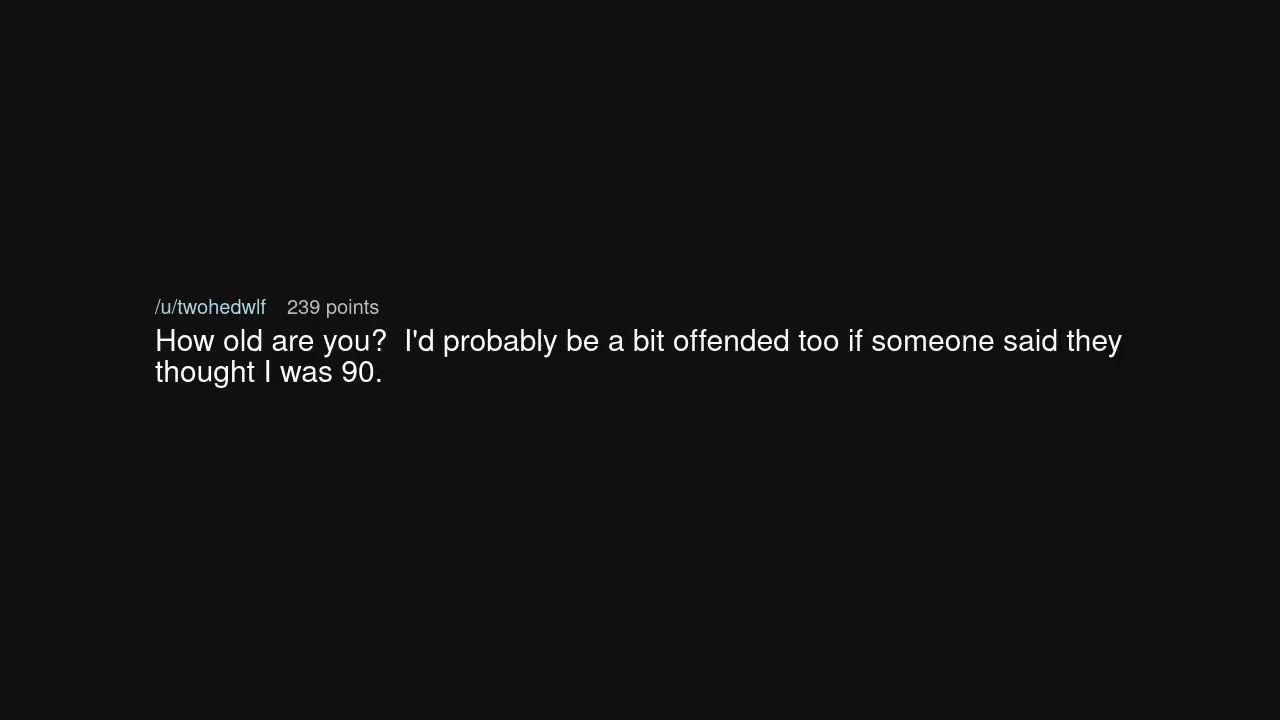 /u/twohedwlf 239 points
How old are you?  I'd probably be a bit offended too if someone said they
thought I was 90.